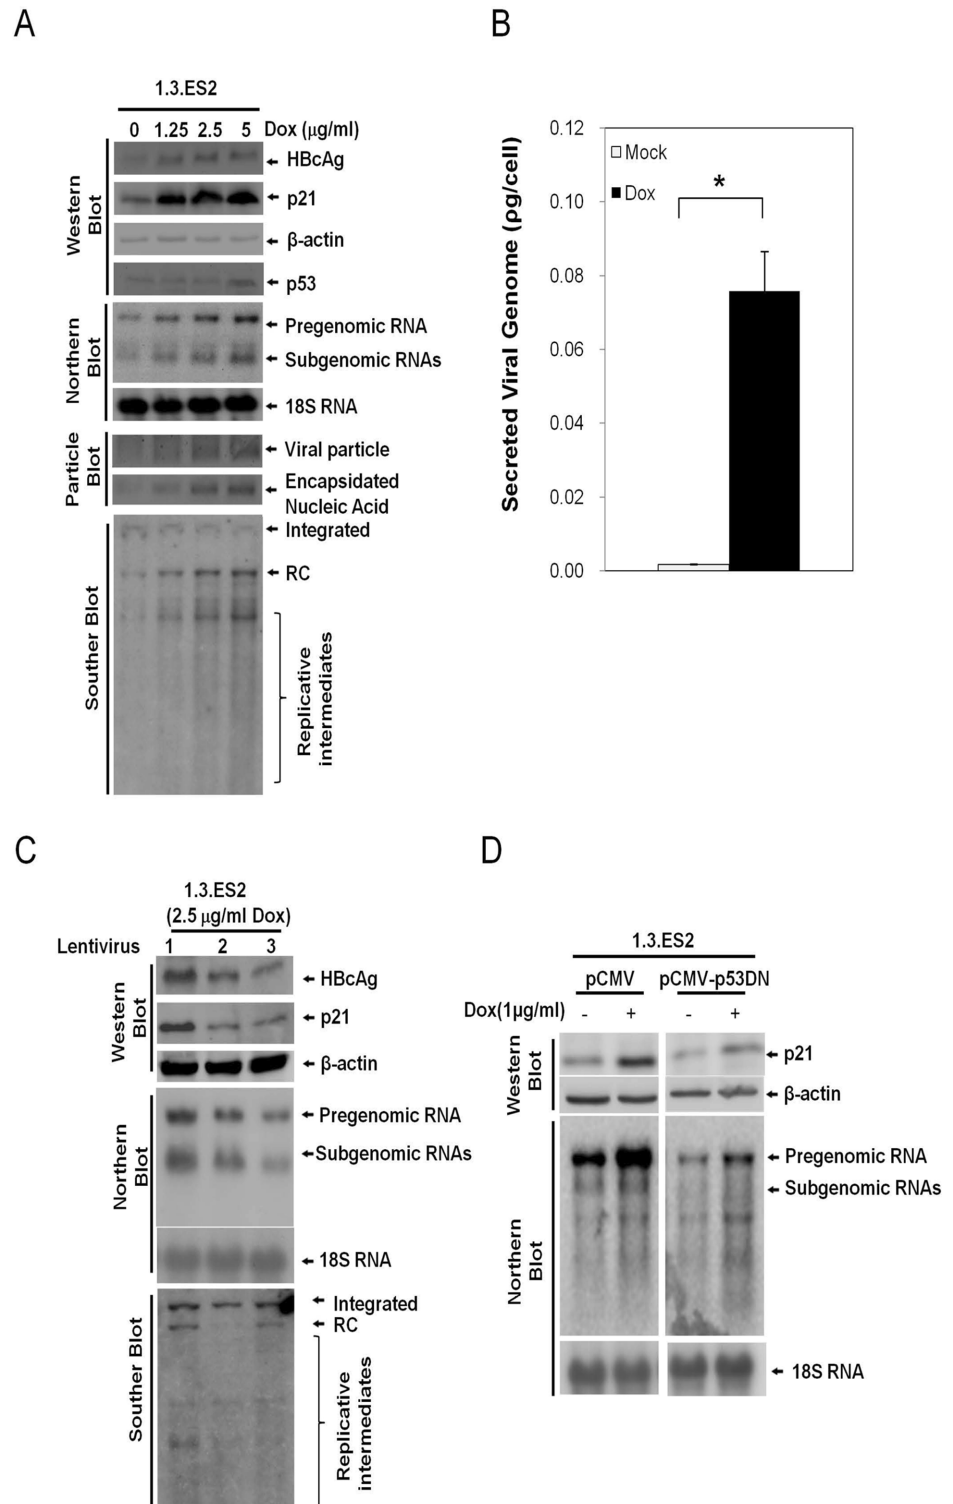 A
1.3.ES2
0 1.25 2.5 5 Dox (μg/ml)
Western
Blot
HBcAg
p21
β-actin
p53
Northern
Blot
Pregenomic RNA
Subgenomic RNAs
18S RNA
Particle
Blot
Viral particle
Encapsidated
Nucleic Acid
Souther Blot
Integrated
RC
Replicative
intermediates
B
Secreted Viral Genome (ρg/cell)
0.12
0.10
0.08
0.06
0.04
0.02
0.00
Mock
Dox
*
C
1.3.ES2
(2.5 μg/ml Dox)
Lentivirus 1 2 3
Western
Blot
HBcAg
p21
β-actin
Northern
Blot
Pregenomic RNA
Subgenomic RNAs
18S RNA
Souther Blot
Integrated
RC
Replicative
intermediates
D
1.3.ES2
pCMV pCMV-p53DN
Dox(1μg/ml) - + - +
Western
Blot
p21
β-actin
Northern
Blot
Pregenomic RNA
Subgenomic RNAs
18S RNA